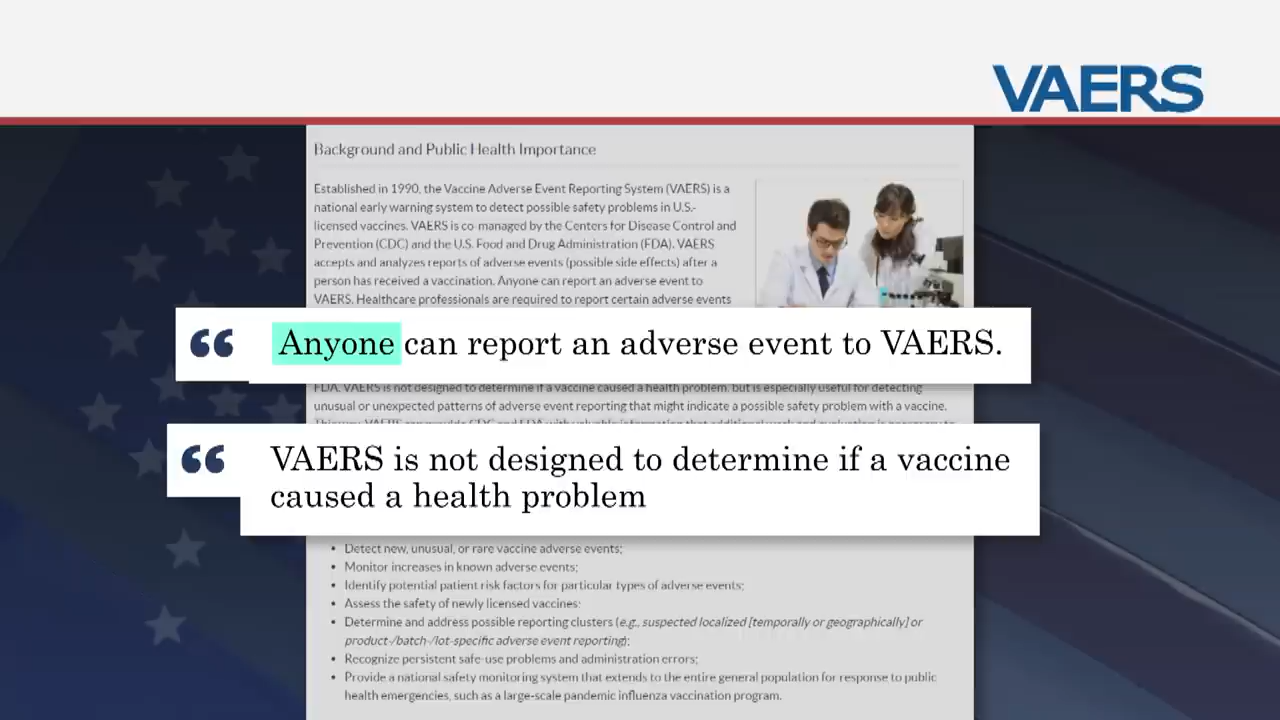 VAERS
Background and Public Health Importance
Established in 1990, the Vaccine Adverse Event Reporting System (VAERS) is a
national early warning system to detect possible safety problems in U.S.-
licensed vaccines. VAERS is co-managed by the Centers for Disease Control and
Prevention (CDC) and the U.S. Food and Drug Administration (FDA). VAERS
accepts and analyzes reports of adverse events (possible side effects) after a
person has received a vaccination. Anyone can report an adverse event to
VAERS. Healthcare professionals are required to report certain adverse events
“ Anyone can report an adverse event to VAERS.
FDA. VAERS is not designed to determine if a vaccine caused a health problem, but is especially useful for detecting
unusual or unexpected patterns of adverse event reporting that might indicate a possible safety problem with a vaccine.
“ VAERS is not designed to determine if a vaccine
caused a health problem
• Detect new, unusual, or rare vaccine adverse events;
• Monitor increases in known adverse events;
• Identify potential patient risk factors for particular types of adverse events;
• Assess the safety of newly licensed vaccines;
• Determine and address possible reporting clusters (e.g., suspected localized [temporally or geographically] or
product-/batch-/lot-specific adverse event reporting);
• Recognize persistent safe-use problems and administration errors;
• Provide a national safety monitoring system that extends to the entire general population for response to public
health emergencies, such as a large-scale pandemic influenza vaccination program.